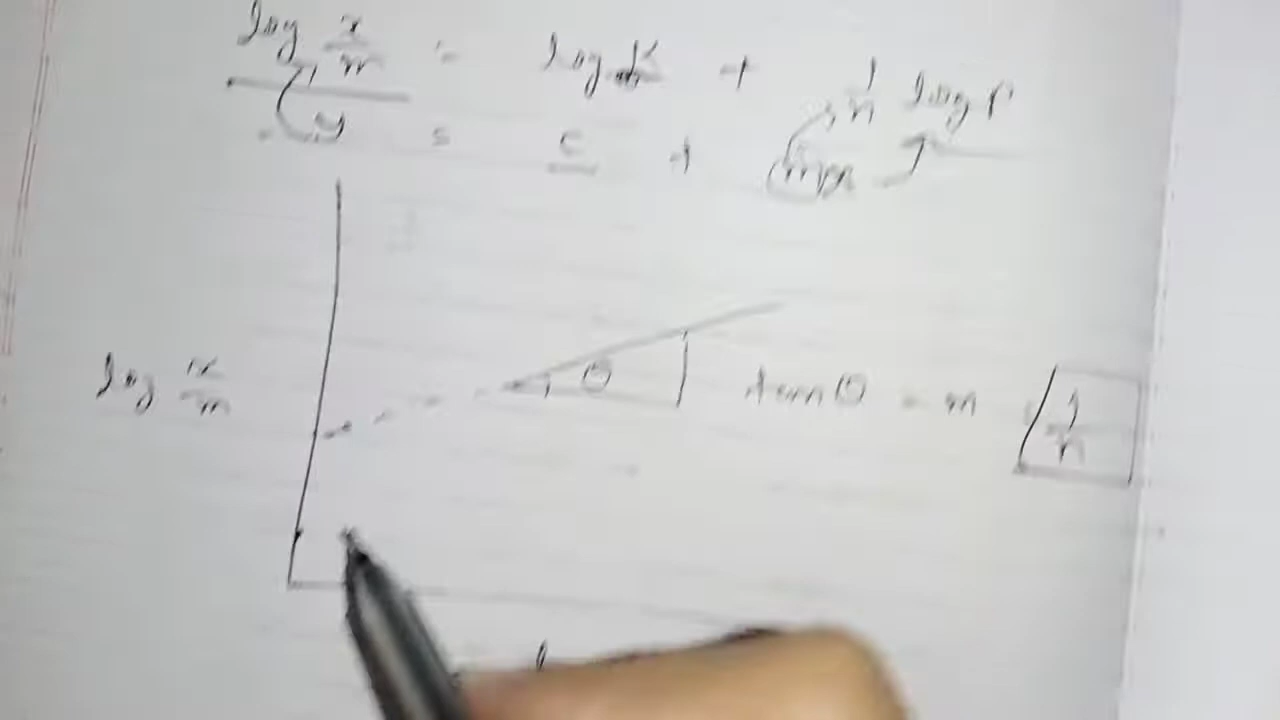 log x/m = log K + 1/n log P
y = c + mx
log x/m
θ tanθ = m 1/n